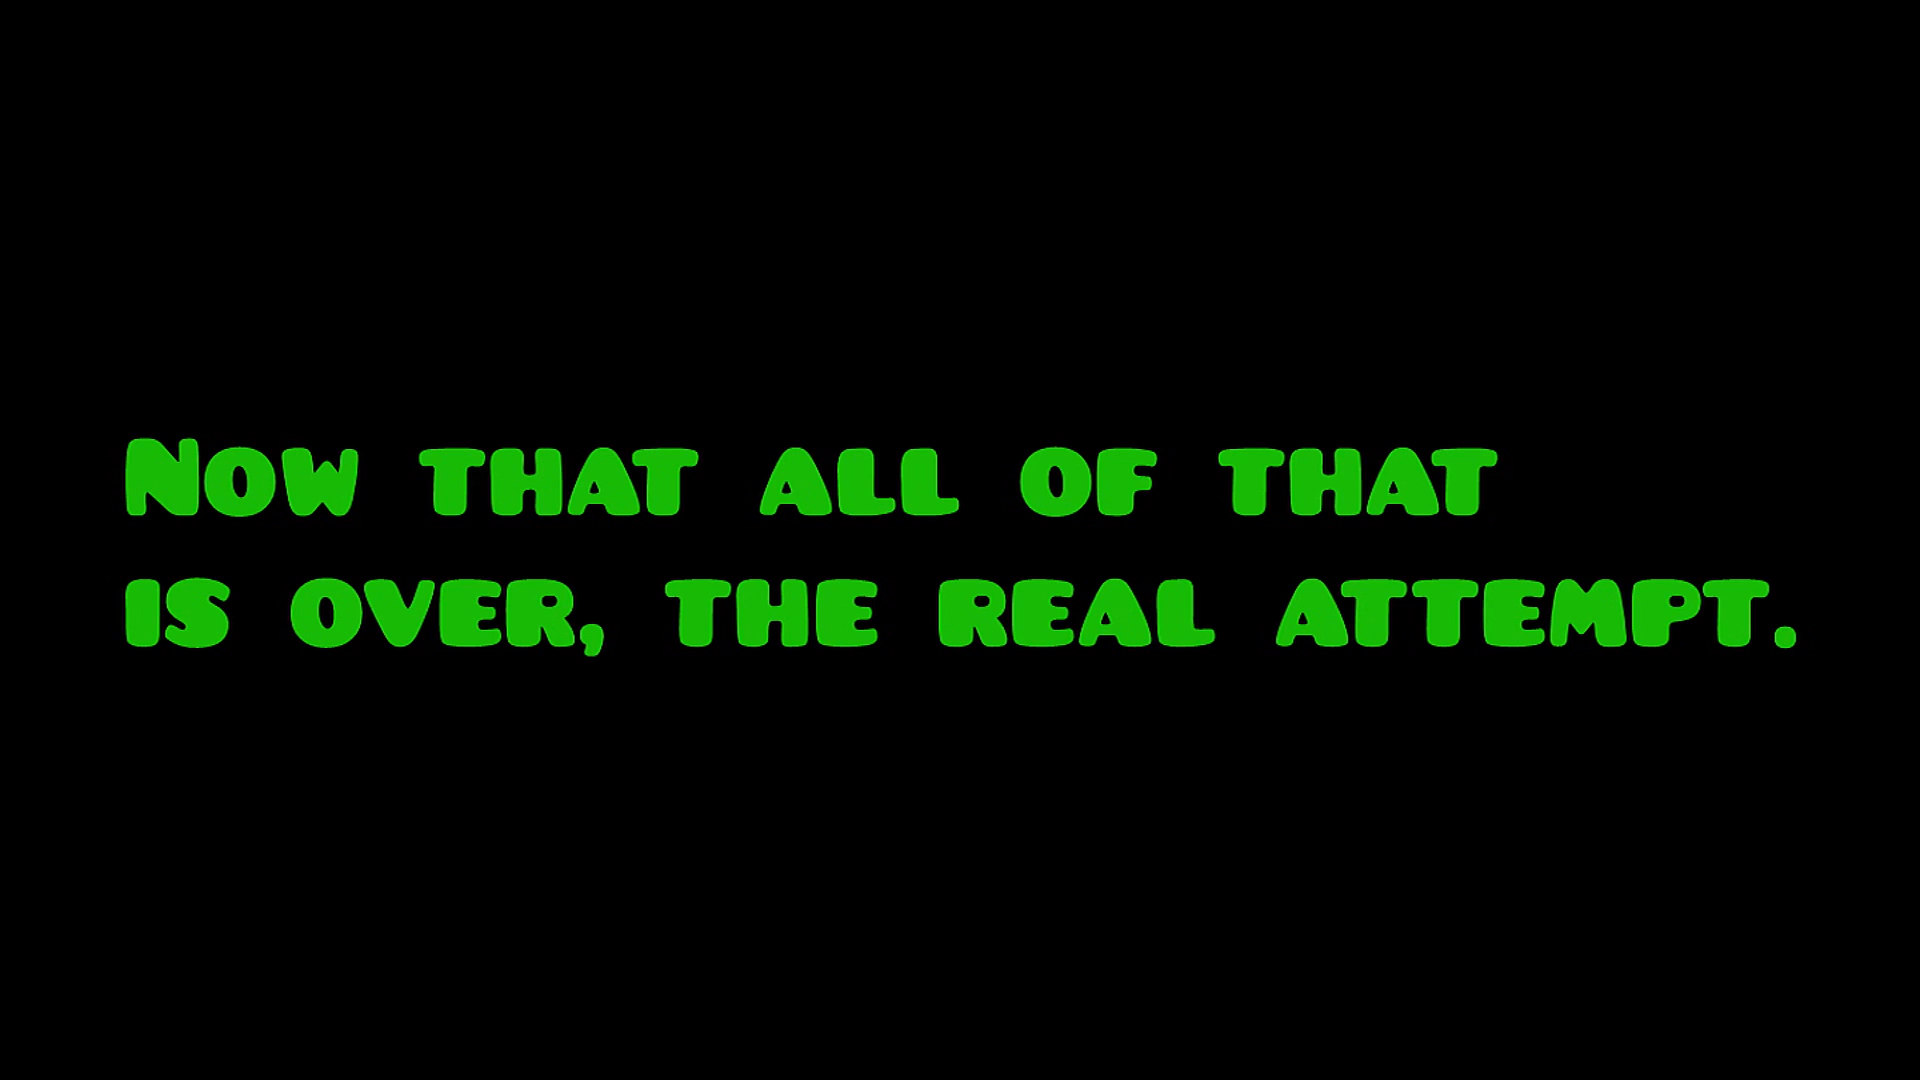 Now that all of that
is over, the real attempt.